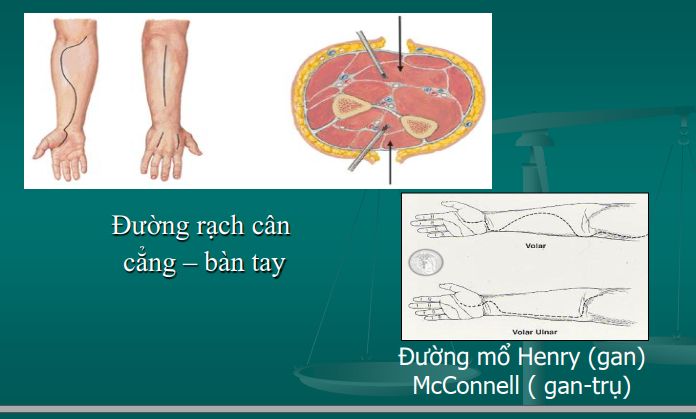 Đường rạch cân
cẳng – bàn tay
Volar
Volar Ulnar
Đường mổ Henry (gan)
McConnell ( gan-trụ)